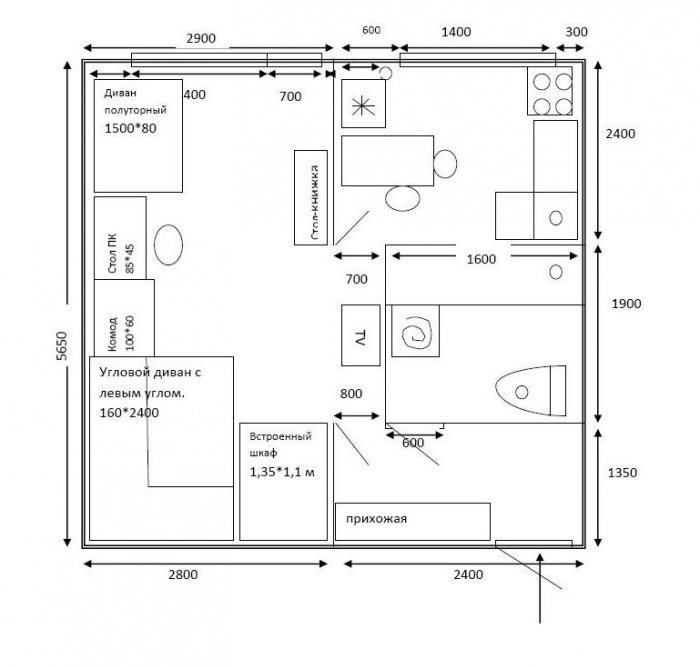 2900
600
1400
300
400
700
Диван
полуторный
1500*80
2400
Стол-книжка
Стол ПК
85*45
700
1600
1900
5650
Комод
100*60
TV
Угловой диван с
левым углом.
160*2400
800
Встроенный
шкаф
1,35*1,1 м
600
1350
прихожая
2800
2400